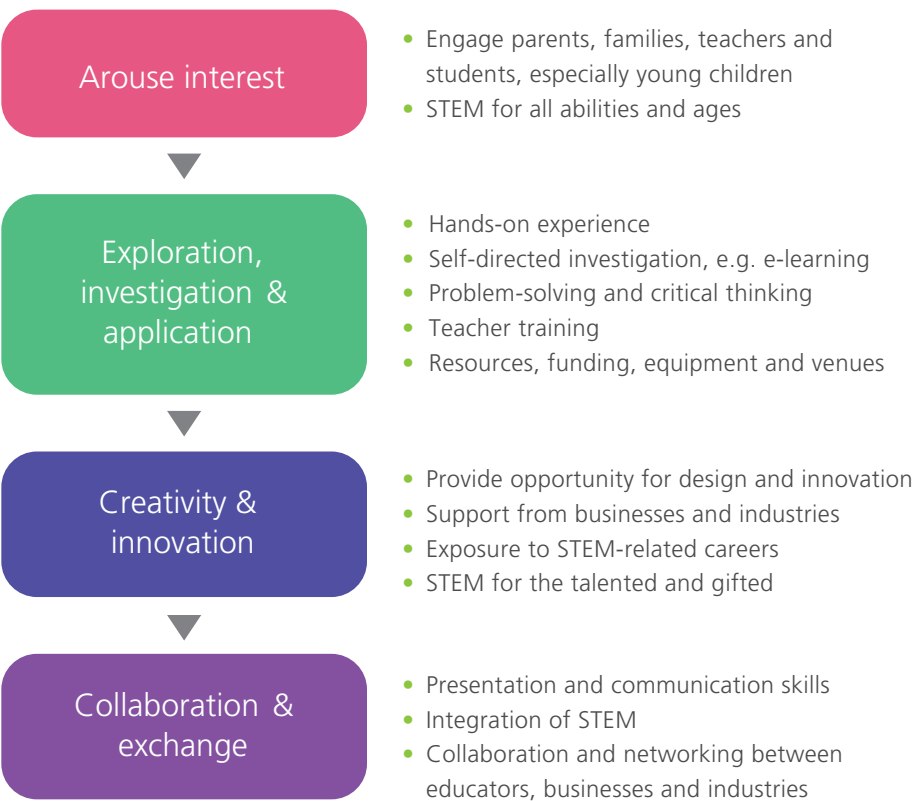 Arouse interest
• Engage parents, families, teachers and
students, especially young children
• STEM for all abilities and ages
Exploration,
investigation &
application
• Hands-on experience
• Self-directed investigation, e.g. e-learning
• Problem-solving and critical thinking
• Teacher training
• Resources, funding, equipment and venues
Creativity &
innovation
• Provide opportunity for design and innovation
• Support from businesses and industries
• Exposure to STEM-related careers
• STEM for the talented and gifted
Collaboration &
exchange
• Presentation and communication skills
• Integration of STEM
• Collaboration and networking between
educators, businesses and industries